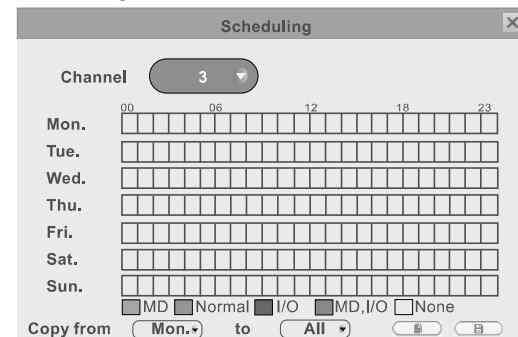 Scheduling
Channel 3
00 06 12 18 23
Mon.
Tue.
Wed.
Thu.
Fri.
Sat.
Sun.
MD Normal I/O MD,I/O None
Copy from Mon. to All